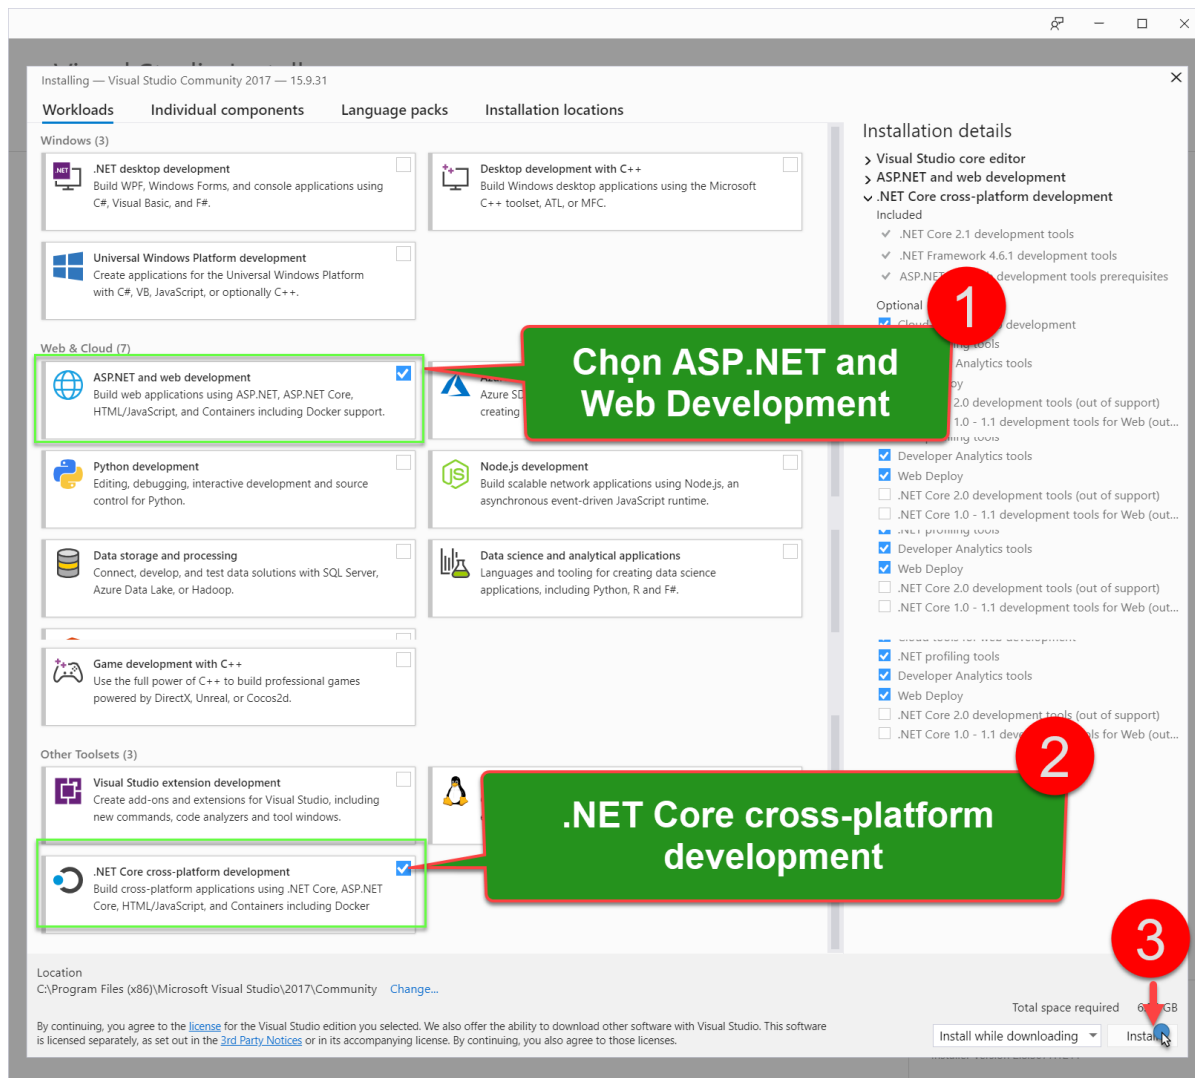 Installing — Visual Studio Community 2017 — 15.9.31
Workloads
Individual components
Language packs
Installation locations
Windows (3)
.NET desktop development
Build WPF, Windows Forms, and console applications using
C#, Visual Basic, and F#.
Desktop development with C++
Build Windows desktop applications using the Microsoft
C++ toolset, ATL, or MFC.
Universal Windows Platform development
Create applications for the Universal Windows Platform
with C#, VB, JavaScript, or optionally C++.
Web & Cloud (7)
ASP.NET and web development
Build web applications using ASP.NET, ASP.NET Core,
HTML/JavaScript, and Containers including Docker support.
Azure SD
creating
Chọn ASP.NET and
Web Development
1
Python development
Editing, debugging, interactive development and source
control for Python.
Node.js development
Build scalable network applications using Node.js, an
asynchronous event-driven JavaScript runtime.
Data storage and processing
Connect, develop, and test data solutions with SQL Server,
Azure Data Lake, or Hadoop.
Data science and analytical applications
Languages and tooling for creating data science
applications, including Python, R and F#.
Game development with C++
Use the full power of C++ to build professional games
powered by DirectX, Unreal, or Cocos2d.
Other Toolsets (3)
Visual Studio extension development
Create add-ons and extensions for Visual Studio, including
new commands, code analyzers and tool windows.
.NET Core cross-platform development
Build cross-platform applications using .NET Core, ASP.NET
Core, HTML/JavaScript, and Containers including Docker
.NET Core cross-platform
development
2
Installation details
Visual Studio core editor
ASP.NET and web development
.NET Core cross-platform development
Included
.NET Core 2.1 development tools
.NET Framework 4.6.1 development tools
ASP.NET development tools prerequisites
Optional
development
tools
Analytics tools
2.0 development tools (out of support)
1.0 - 1.1 development tools for Web (out...
Developer Analytics tools
Web Deploy
.NET Core 2.0 development tools (out of support)
.NET Core 1.0 - 1.1 development tools for Web (out...
.NET profiling tools
Developer Analytics tools
Web Deploy
.NET Core 2.0 development tools (out of support)
.NET Core 1.0 - 1.1 development tools for Web (out...
.NET profiling tools
Developer Analytics tools
Web Deploy
.NET Core 2.0 development tools (out of support)
.NET Core 1.0 - 1.1 for Web (out...
3
Location
C:\Program Files (x86)\Microsoft Visual Studio\2017\Community Change...
Total space required GB
By continuing, you agree to the license for the Visual Studio edition you selected. We also offer the ability to download other software with Visual Studio. This software
is licensed separately, as set out in the 3rd Party Notices or in its accompanying license. By continuing, you also agree to those licenses.
Install while downloading
Install